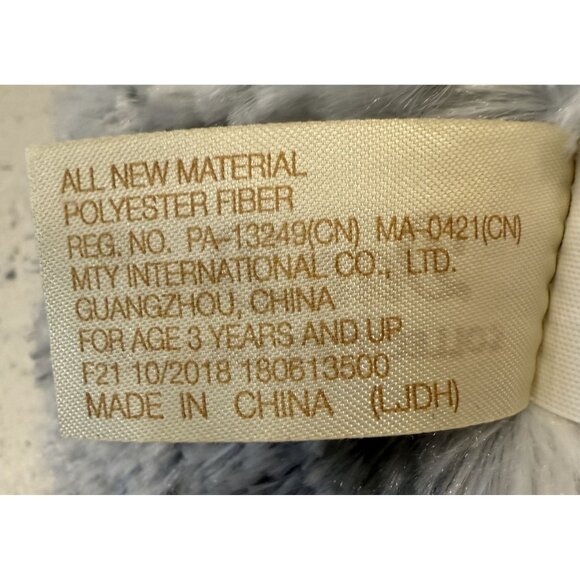 ALL NEW MATERIAL
POLYESTER FIBER
REG. NO. PA-13249(CN) MA-0421(CN)
MTY INTERNATIONAL CO., LTD.
GUANGZHOU, CHINA
FOR AGE 3 YEARS AND UP
F21 10/2018 180613500
MADE IN CHINA (LJDH)